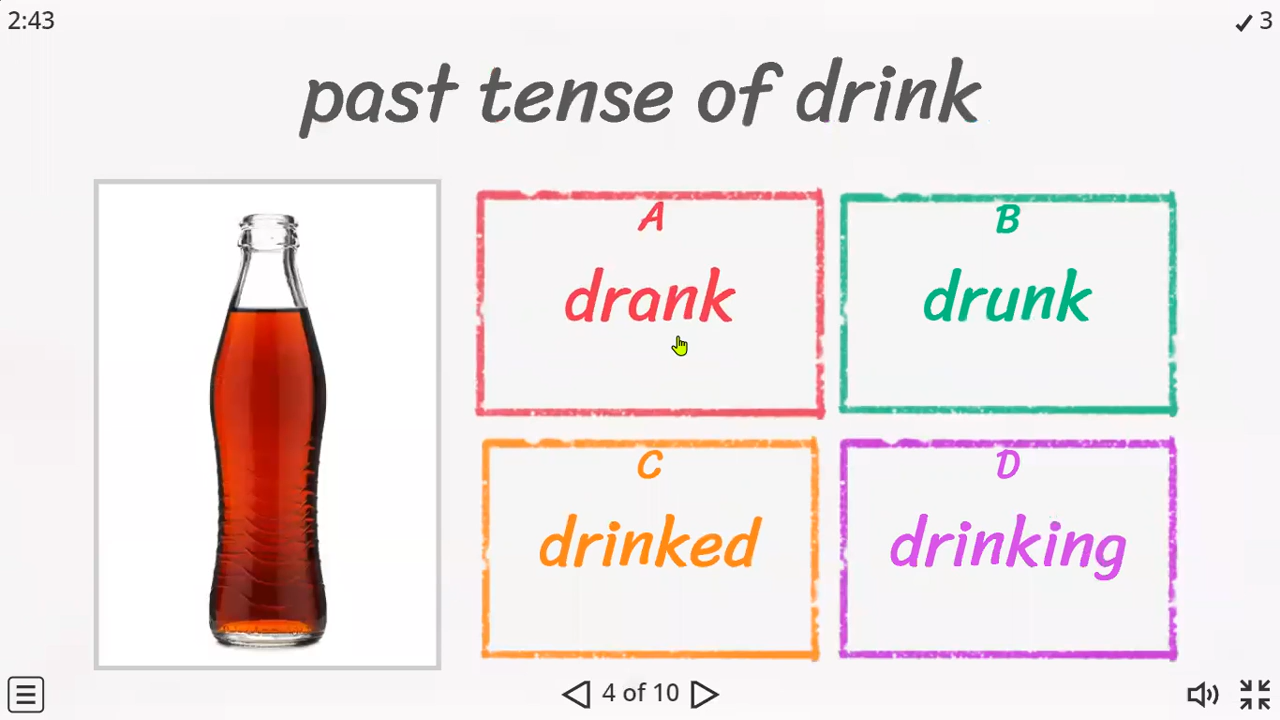 2:43
✓ 3
past tense of drink
A
drank
B
drunk
C
drinked
D
drinking
4 of 10